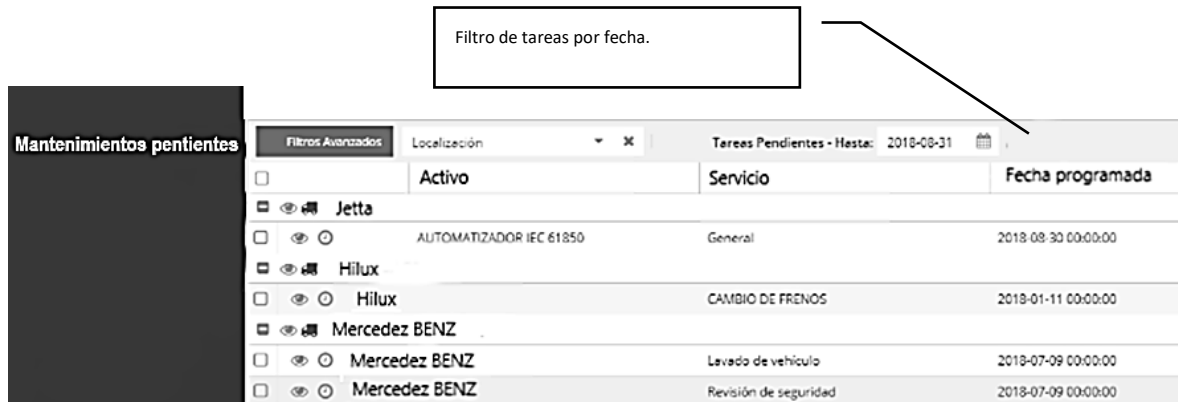 Filtro de tareas por fecha.
Mantenimientos pentientes
Filtros Avanzados Localización Tareas Pendientes - Hasta: 2018-08-31
Activo Servicio Fecha programada
Jetta
AUTOMATIZADOR IEC 61850 General 2018-08-30 00:00:00
Hilux
Hilux CAMBIO DE FRENOS 2018-01-11 00:00:00
Mercedez BENZ
Mercedez BENZ Lavado de vehículo 2018-07-09 00:00:00
Mercedez BENZ Revisión de seguridad 2018-07-09 00:00:00